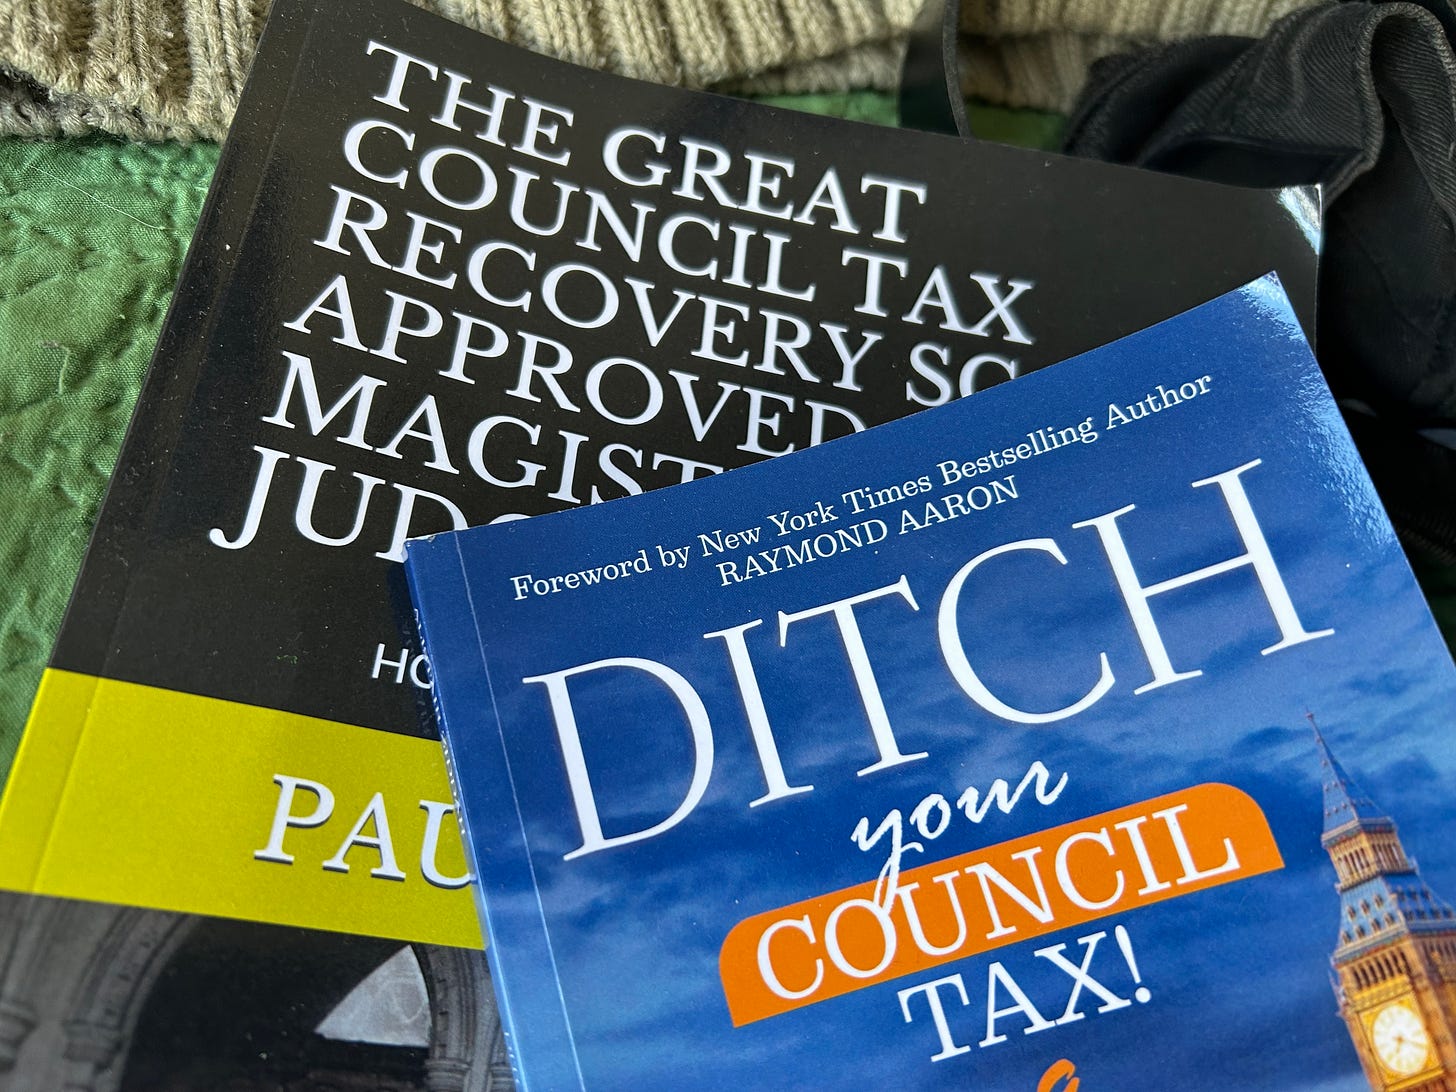 THE GREAT
COUNCIL TAX
RECOVERY SC
APPROVED
MAGIST
JUD
HO
PAU
Foreword by New York Times Bestselling Author
RAYMOND AARON
DITCH
your
COUNCIL
TAX!